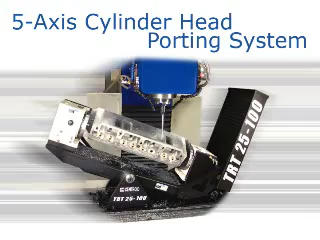 5-Axis Cylinder Head
Porting System
TRT 25-100
TRT 25-100